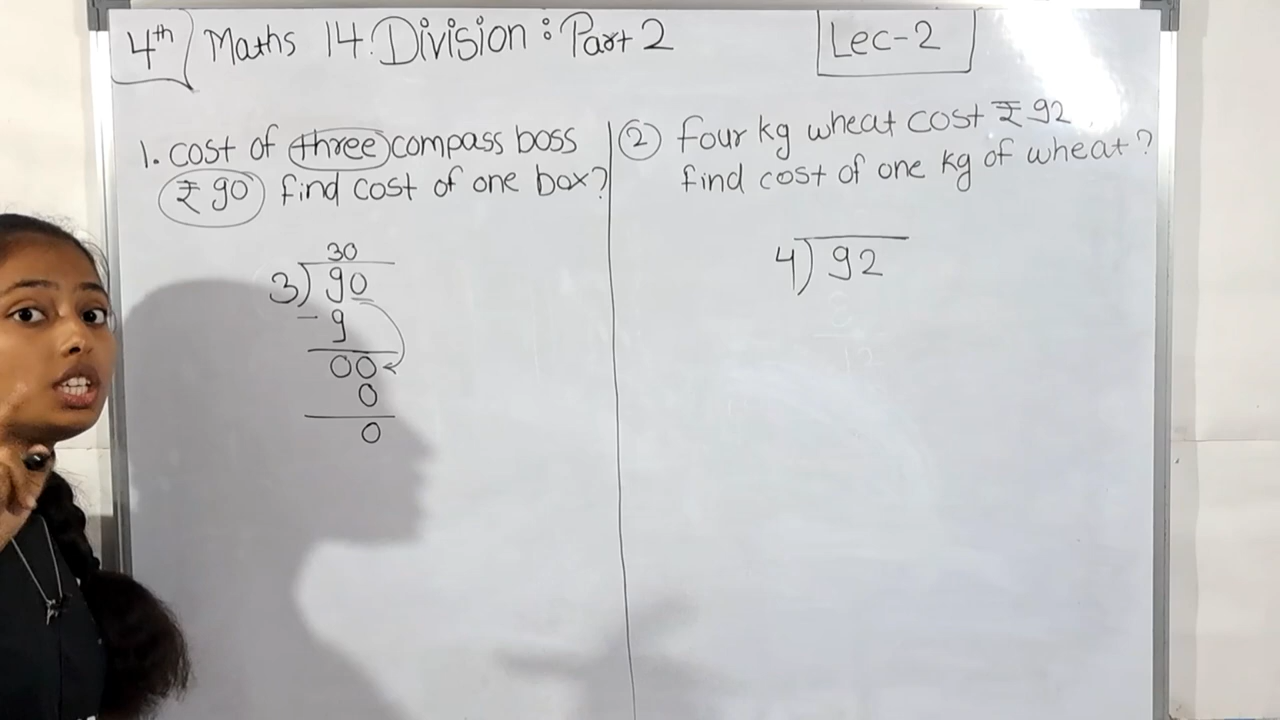 4th Maths 14. Division : Part 2
Lec-2
1. cost of three compass boss
₹ 90 find cost of one box?
30
3) 90
- 9
00
0
0
② four kg wheat cost ₹ 92
find cost of one kg of wheat?
4) 92